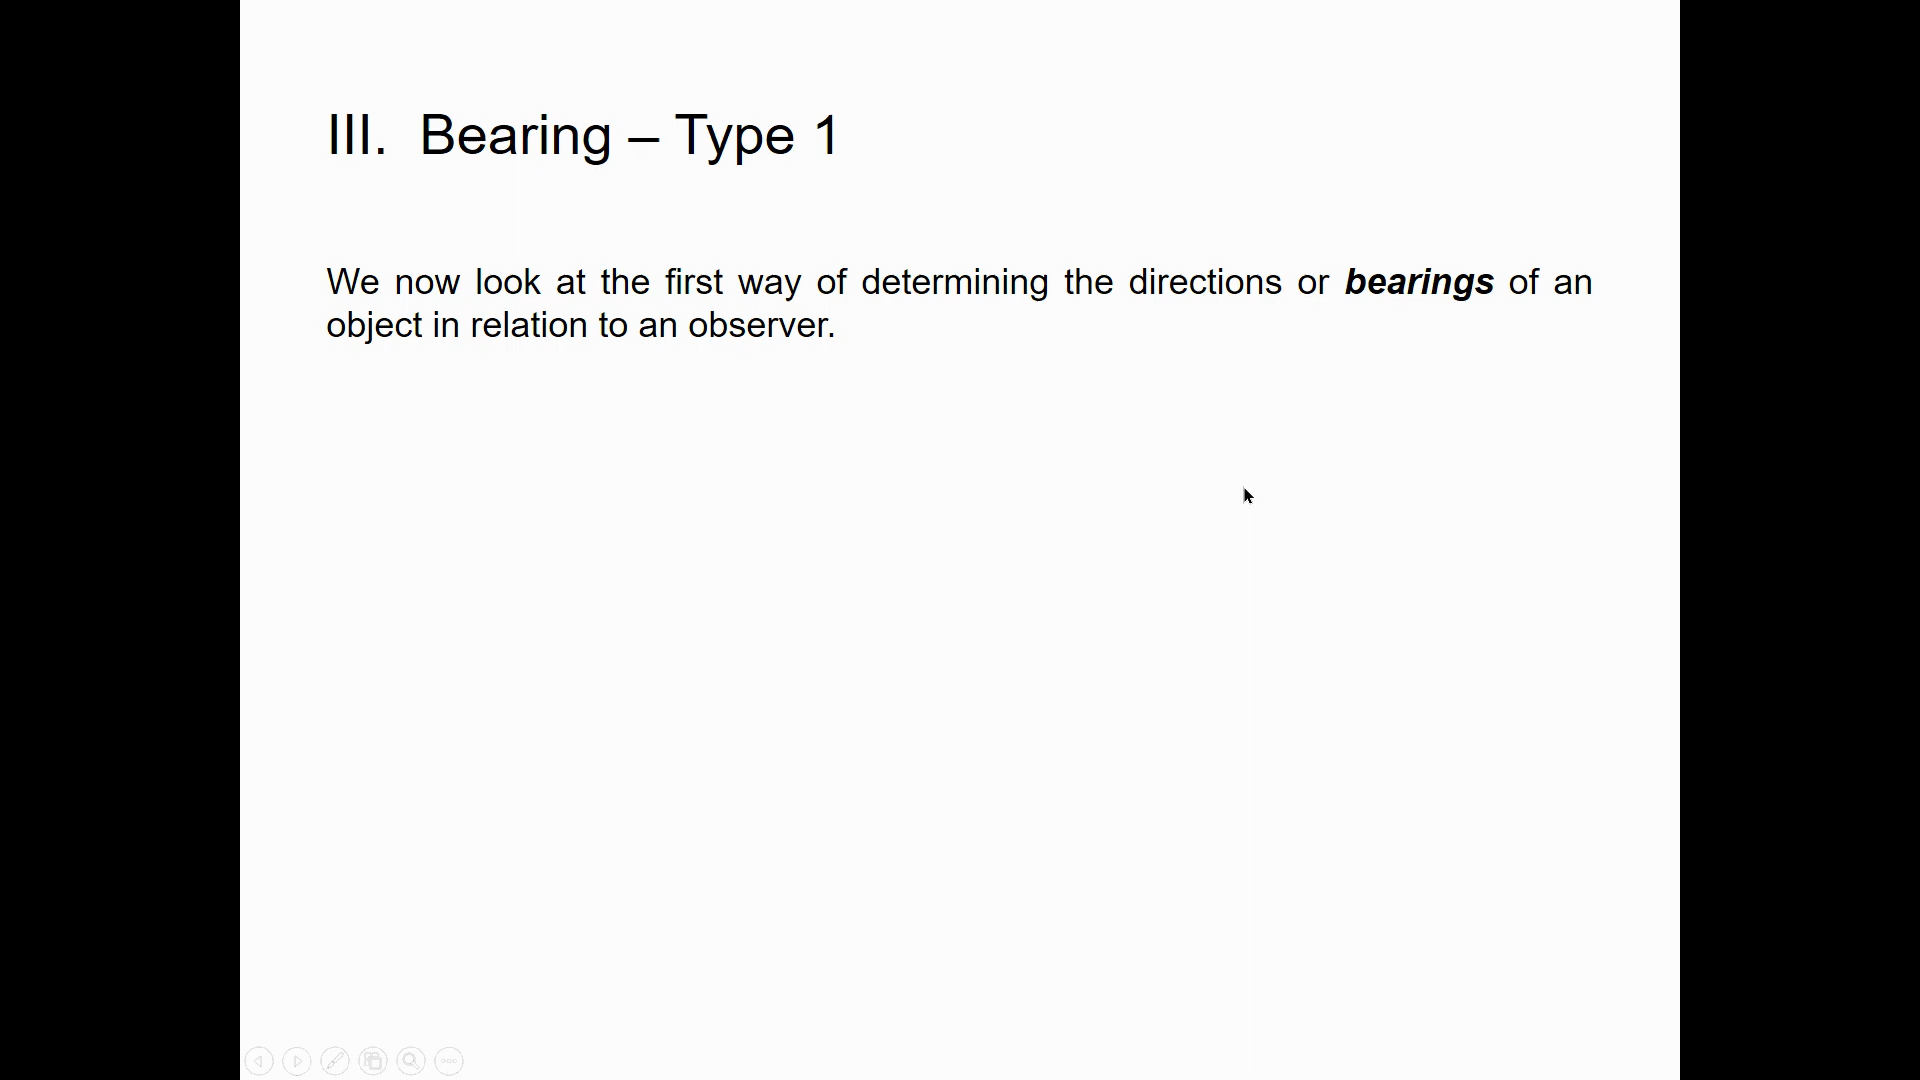 III. Bearing – Type 1
We now look at the first way of determining the directions or bearings of an
object in relation to an observer.